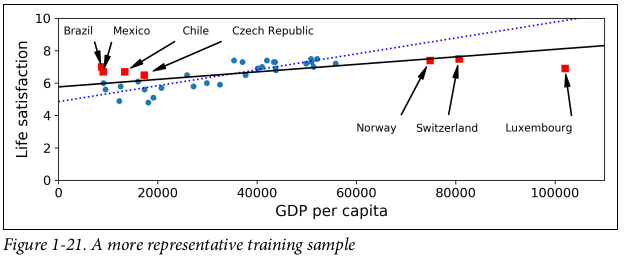 10
Brazil Mexico Chile Czech Republic
8
6
4
2
0
Life satisfaction
Norway Switzerland Luxembourg
0 20000 40000 60000 80000 100000
GDP per capita
Figure 1-21. A more representative training sample